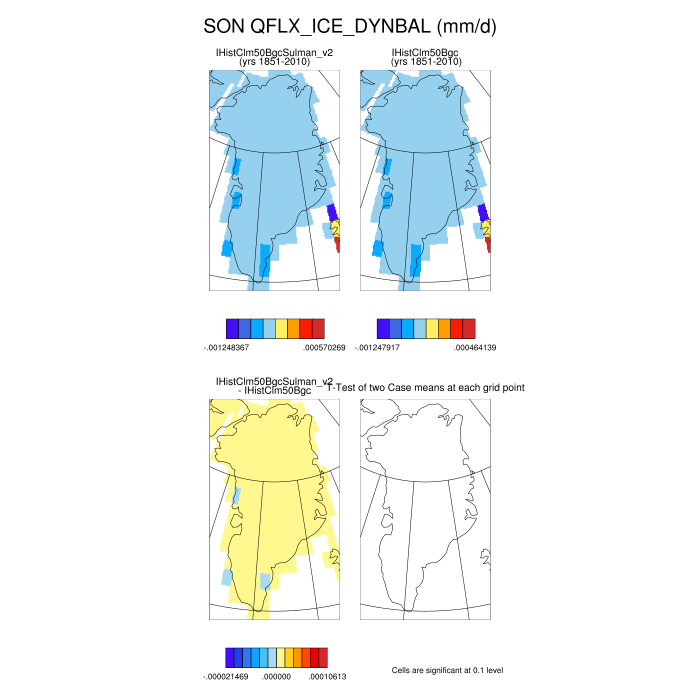 SON QFLX_ICE_DYNBAL (mm/d)
IHistClm50BgcSulman_v2
(yrs 1851-2010)
IHistClm50Bgc
(yrs 1851-2010)
-.001248367 .000570269
-.001247917 .000464139
IHistClm50BgcSulman_v2
- IHistClm50Bgc
T-Test of two Case means at each grid point
-.000021469 .000000 .00010613
Cells are significant at 0.1 level